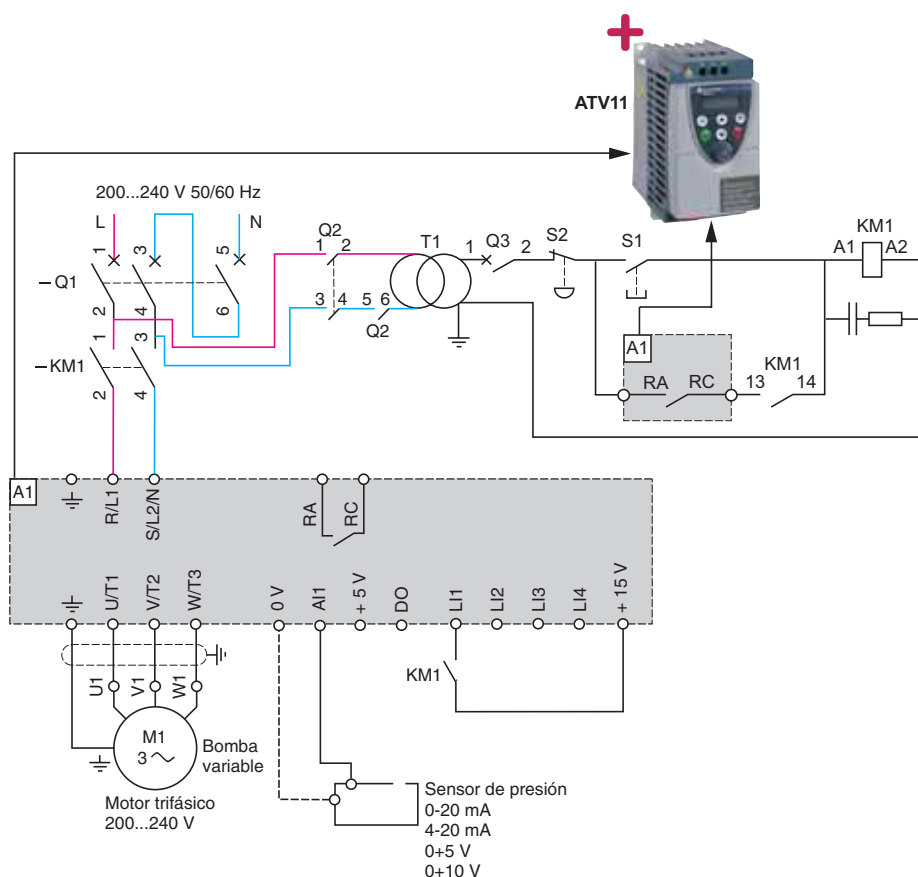 ATV11
200...240 V 50/60 Hz
L
N
1
3
5
Q1
2
4
6
1
3
KM1
2
4
Q2
1
2
3
4
5
6
Q2
T1
1
Q3
2
S2
S1
KM1
A1
A2
A1
RA
RC
KM1
13
14
A1
R/L1
S/L2/N
RA
RC
U/T1
V/T2
W/T3
0 V
AI1
+ 5 V
DO
LI1
LI2
LI3
LI4
+ 15 V
KM1
U1
V1
W1
M1
3
Bomba
variable
Motor trifásico
200...240 V
Sensor de presión
0-20 mA
4-20 mA
0+5 V
0+10 V